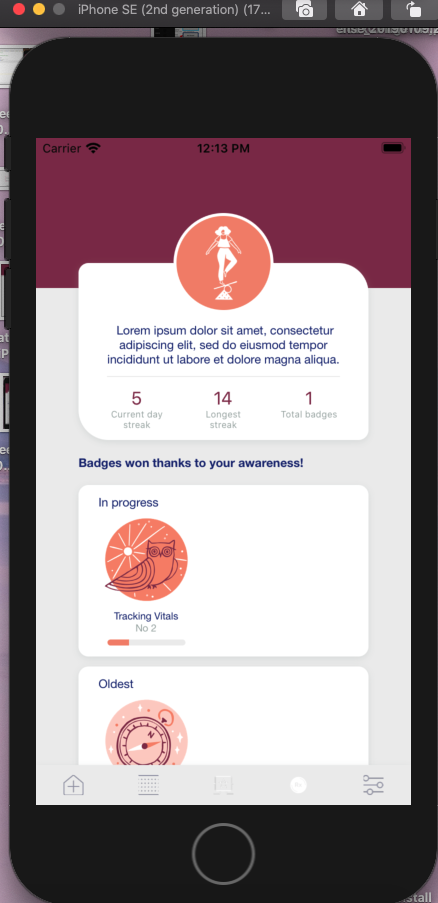 iPhone SE (2nd generation) (17...
Carrier
12:13 PM
Lorem ipsum dolor sit amet, consectetur
adipiscing elit, sed do eiusmod tempor
incididunt ut labore et dolore magna aliqua.
5
Current day
streak
14
Longest
streak
1
Total badges
Badges won thanks to your awareness!
In progress
Tracking Vitals
No 2
Oldest
N